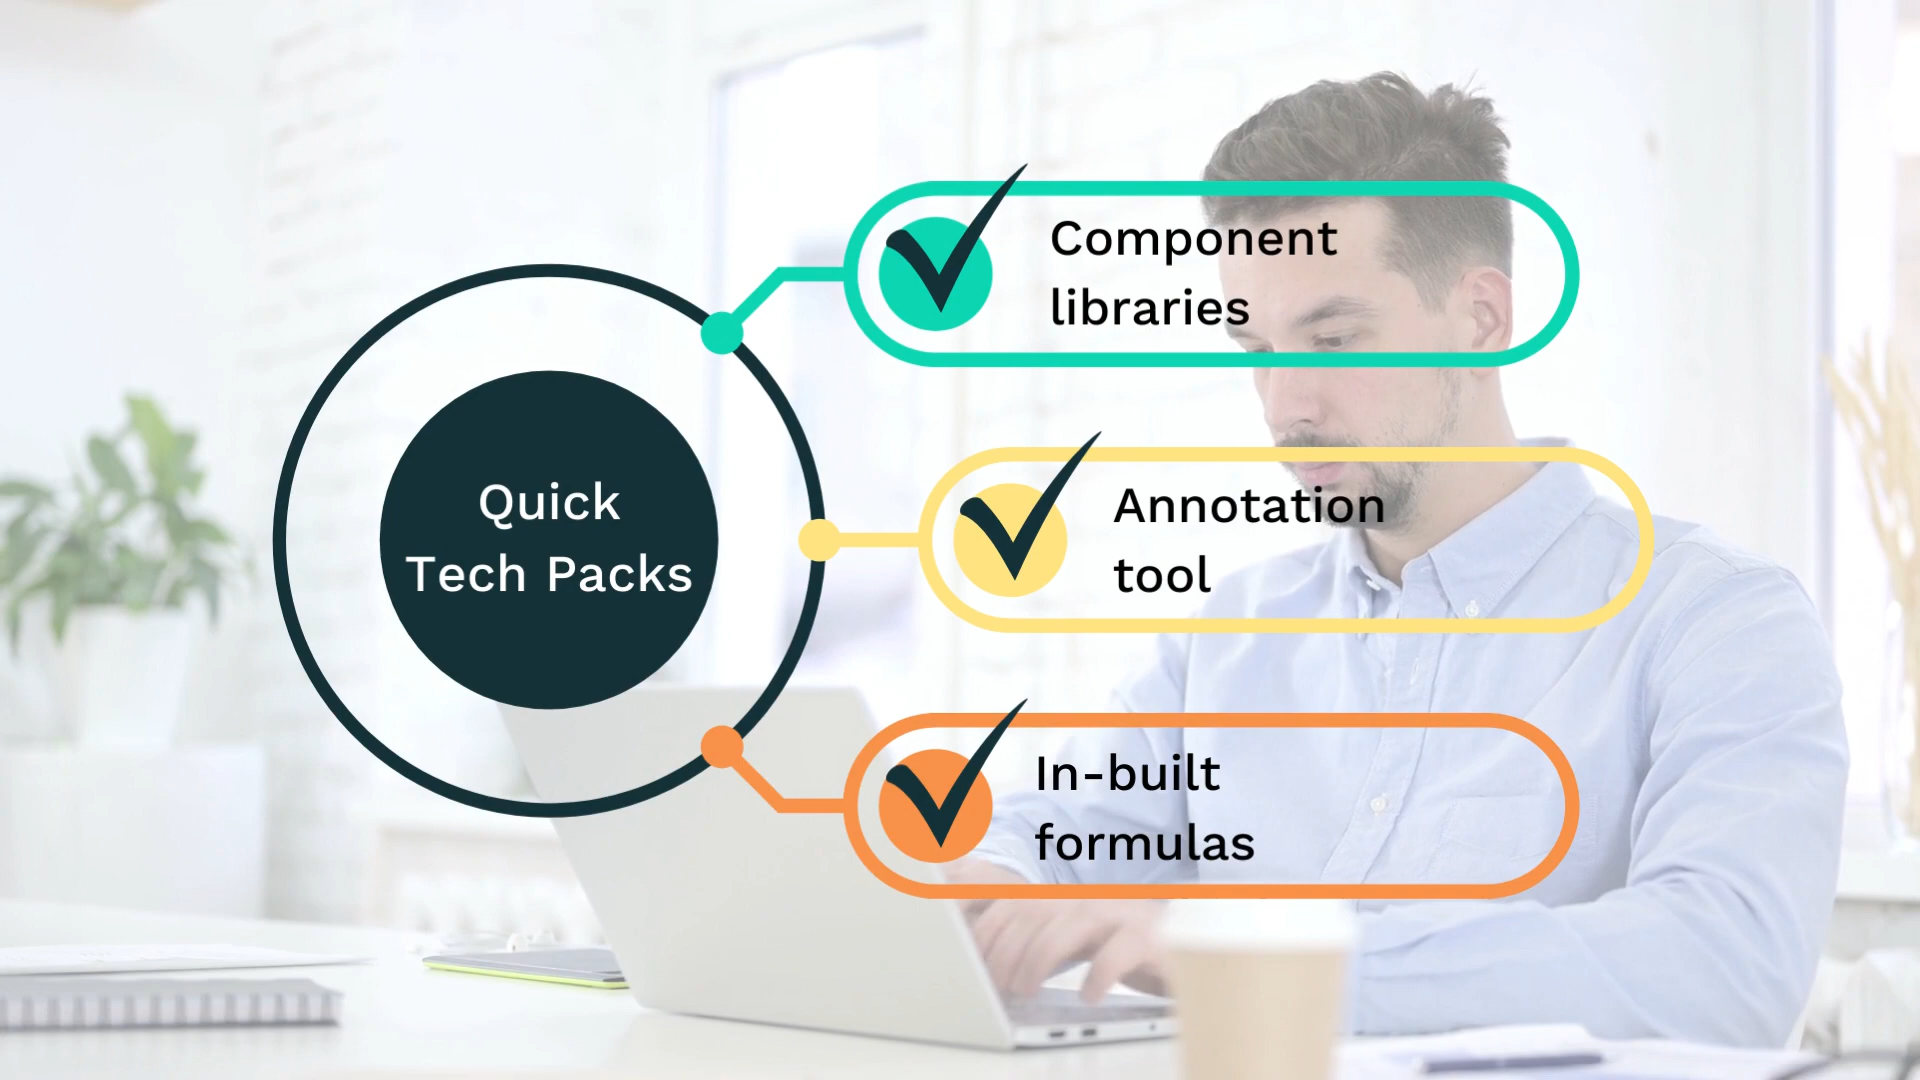 Quick
Tech Packs
Component
libraries
Annotation
tool
In-built
formulas